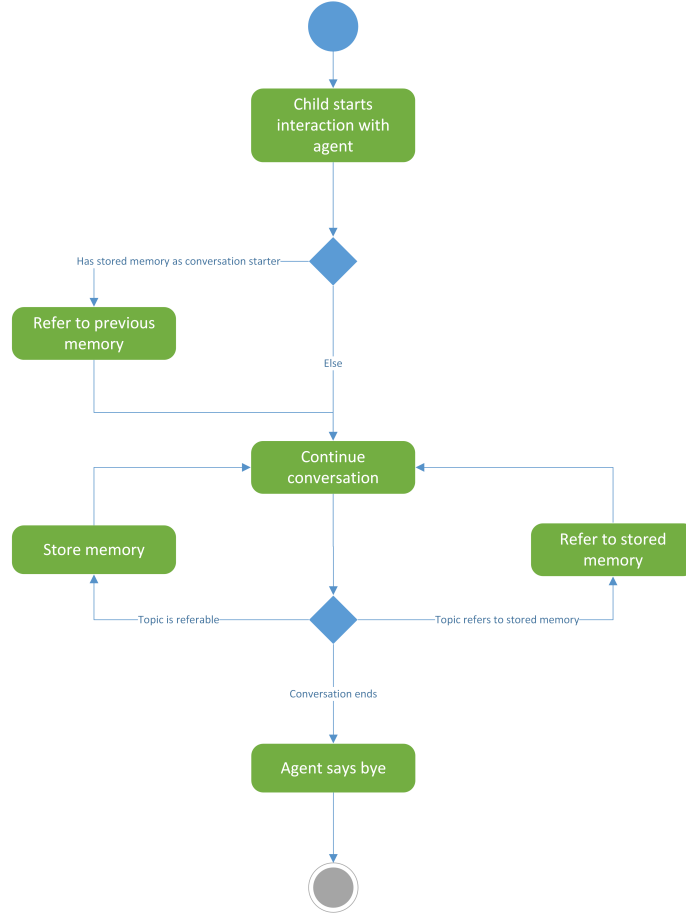 Child starts
interaction with
agent
Has stored memory as conversation starter
Refer to previous
memory
Else
Continue
conversation
Store memory
Refer to stored
memory
Topic is referable
Topic refers to stored memory
Conversation ends
Agent says bye